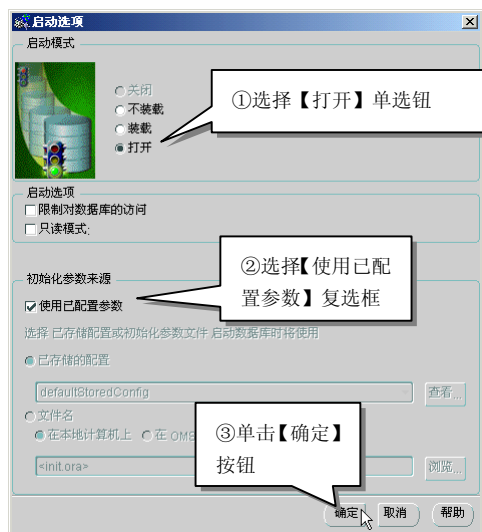 启动选项
启动模式
关闭
不装载
装载
打开
①选择【打开】单选钮
启动选项
限制对数据库的访问
只读模式:
②选择【使用已配
置参数】复选框
初始化参数来源
使用已配置参数
选择 已存储配置或初始化参数文件 启动数据库时将使用
已存储的配置
defaultStoredConfig
查看...
文件名
在本地计算机上
在 OMS
③单击【确定】
按钮
<init.ora>
浏览...
确定
取消
帮助